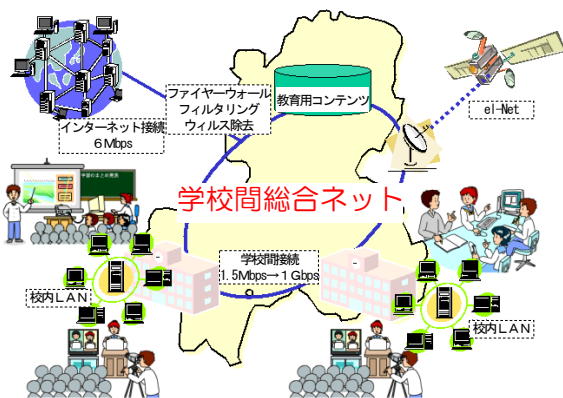 ファイヤーウォール
フィルタリング
ウィルス除去
教育用コンテンツ
el-Net
インターネット接続
6Mbps
学校間総合ネット
学校間接続
1.5Mbps→1Gbps
校内LAN
校内LAN